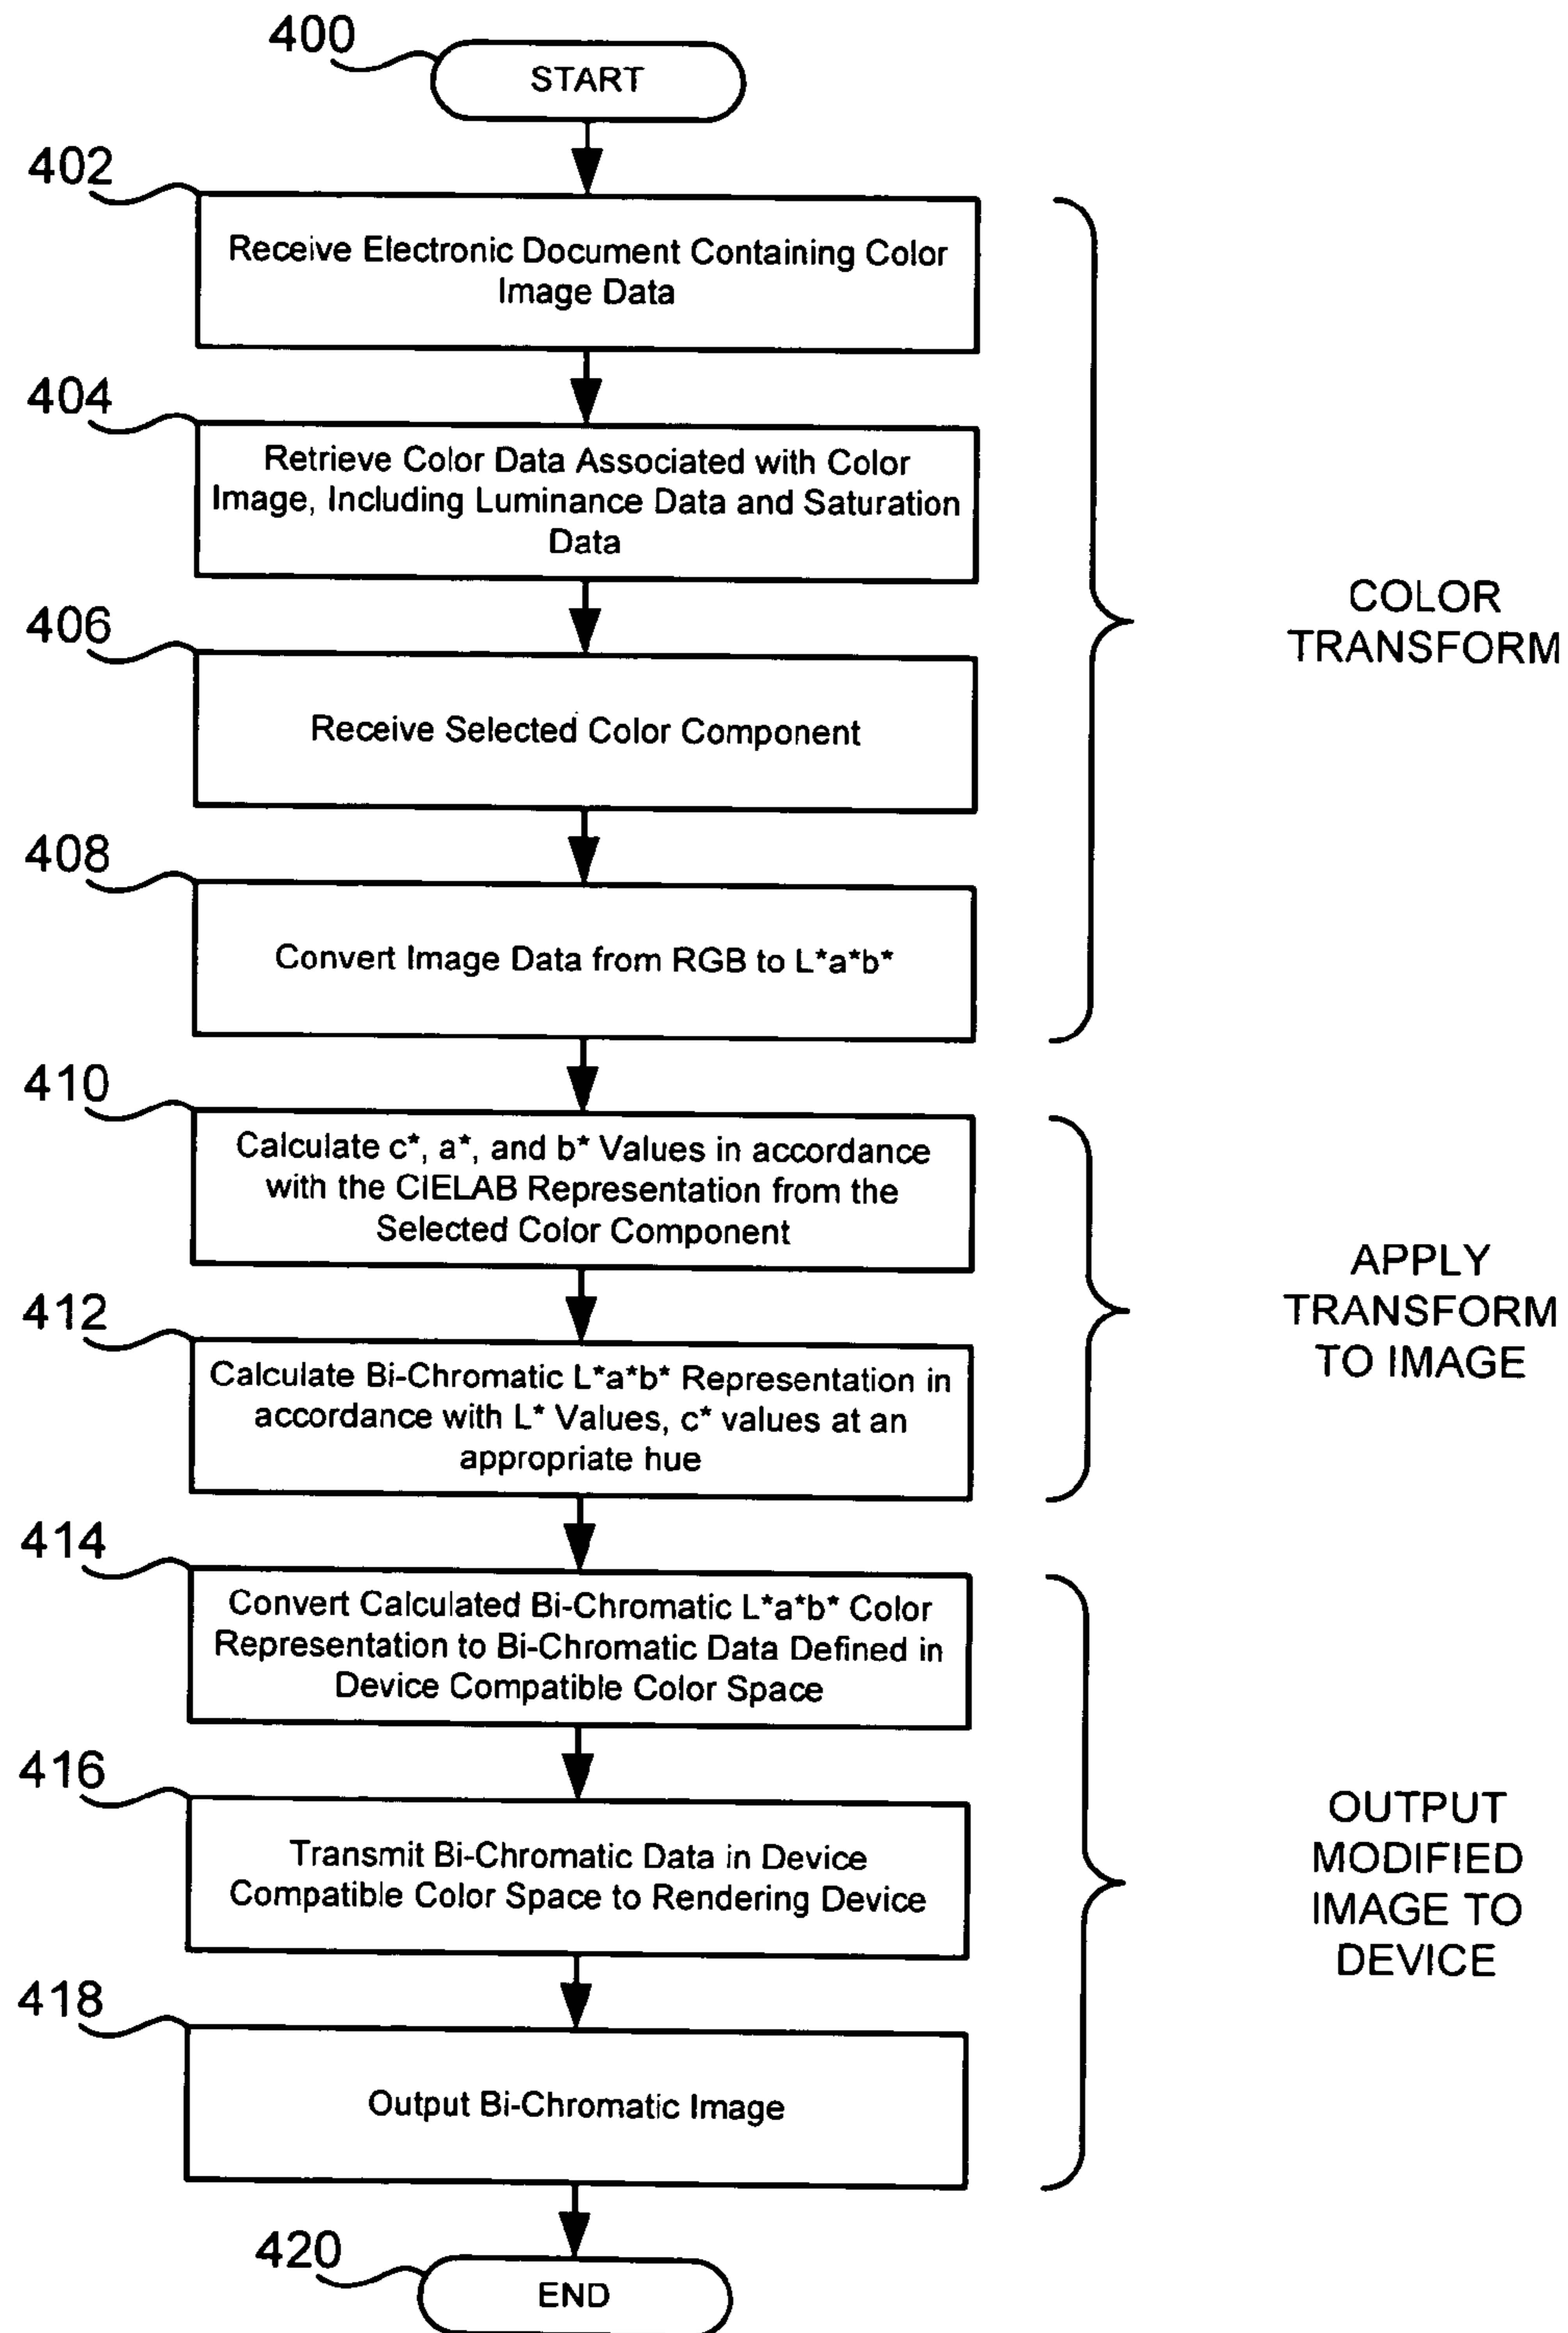 400
START
402
Receive Electronic Document Containing Color
Image Data
404
Retrieve Color Data Associated with Color
Image, Including Luminance Data and Saturation
Data
406
Receive Selected Color Component
408
Convert Image Data from RGB to L*a*b*
COLOR
TRANSFORM
410
Calculate c*, a*, and b* Values in accordance
with the CIELAB Representation from the
Selected Color Component
412
Calculate Bi-Chromatic L*a*b* Representation in
accordance with L* Values, c* values at an
appropriate hue
APPLY
TRANSFORM
TO IMAGE
414
Convert Calculated Bi-Chromatic L*a*b* Color
Representation to Bi-Chromatic Data Defined in
Device Compatible Color Space
416
Transmit Bi-Chromatic Data in Device
Compatible Color Space to Rendering Device
418
Output Bi-Chromatic Image
OUTPUT
MODIFIED
IMAGE TO
DEVICE
420
END